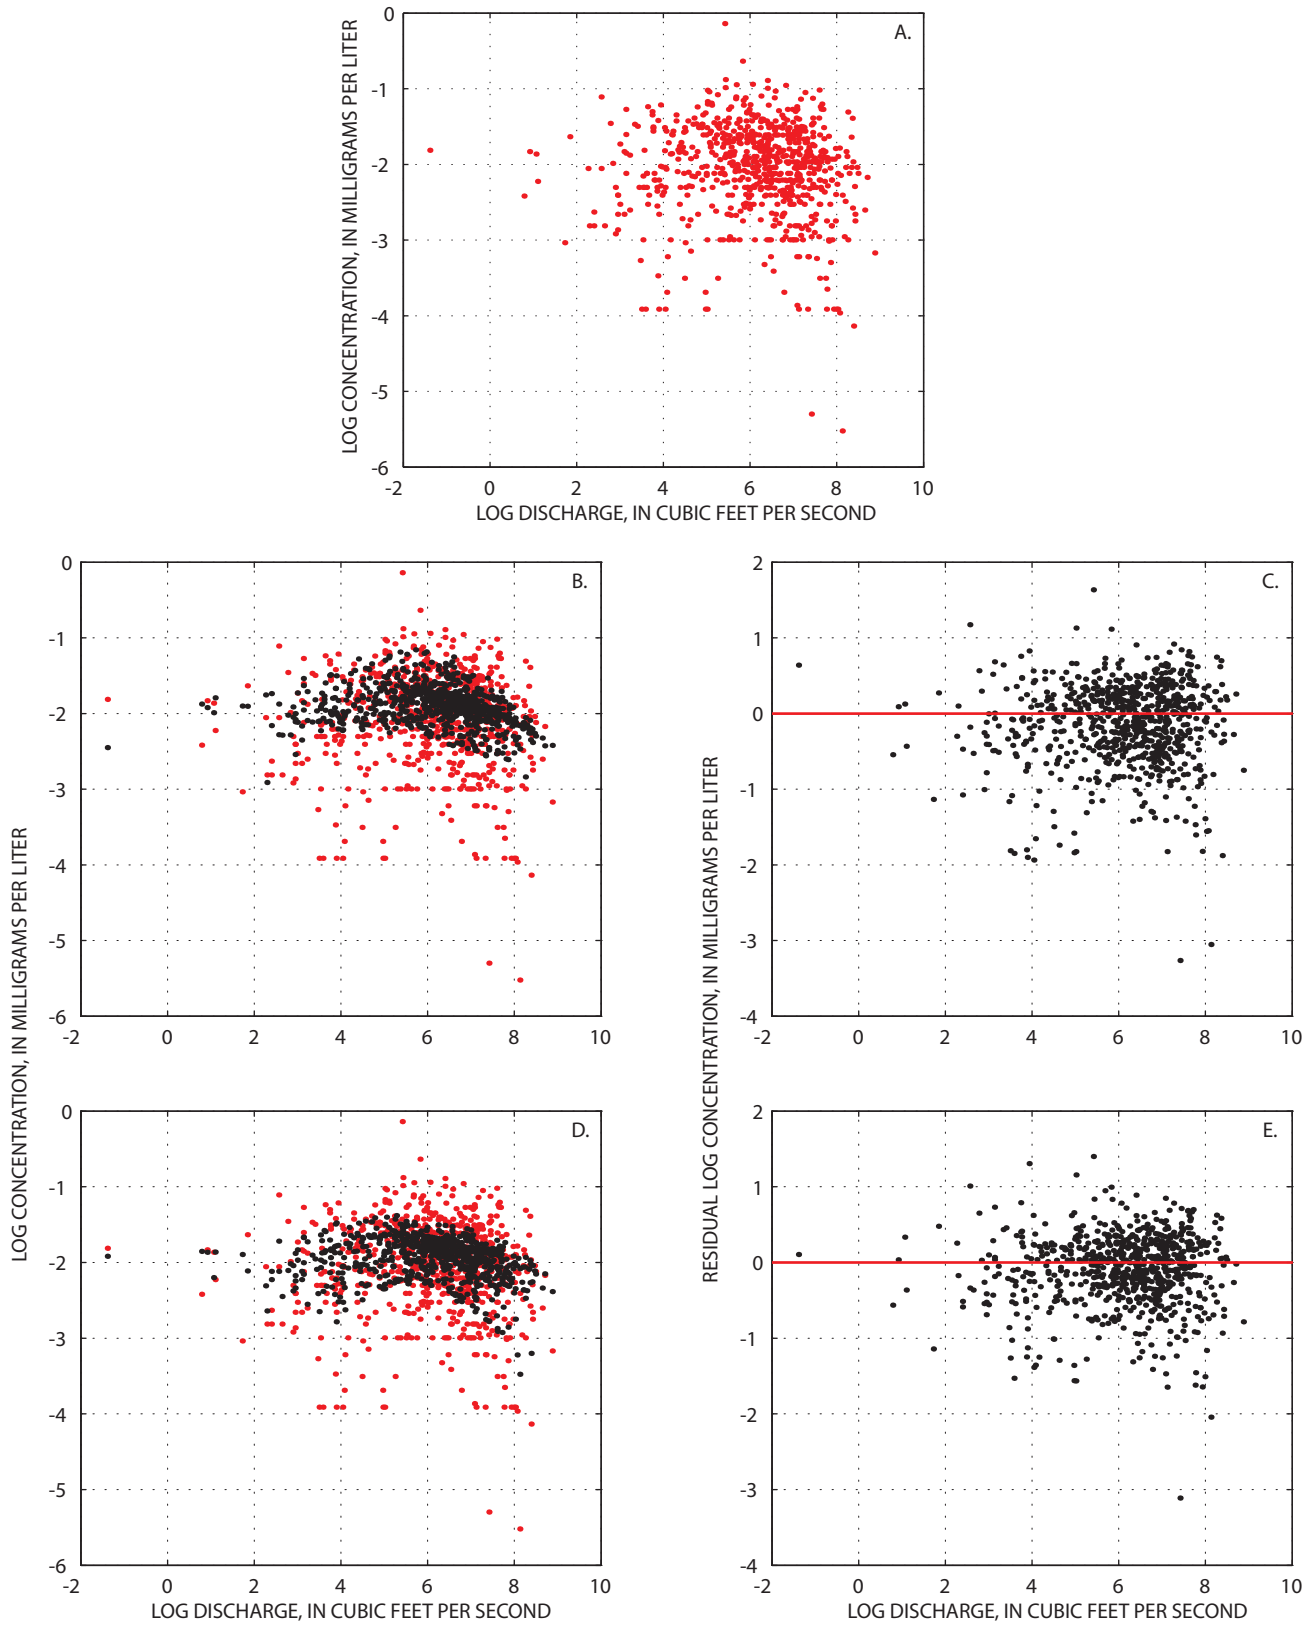 A.
0
-1
-2
-3
-4
-5
-6
LOG CONCENTRATION, IN MILLIGRAMS PER LITER
-2 0 2 4 6 8 10
LOG DISCHARGE, IN CUBIC FEET PER SECOND
B.
0
-1
-2
-3
-4
-5
-6
-2 0 2 4 6 8 10
C.
2
1
0
-1
-2
-3
-4
-2 0 2 4 6 8 10
LOG CONCENTRATION, IN MILLIGRAMS PER LITER
RESIDUAL LOG CONCENTRATION, IN MILLIGRAMS PER LITER
D.
0
-1
-2
-3
-4
-5
-6
-2 0 2 4 6 8 10
LOG DISCHARGE, IN CUBIC FEET PER SECOND
E.
2
1
0
-1
-2
-3
-4
-2 0 2 4 6 8 10
LOG DISCHARGE, IN CUBIC FEET PER SECOND